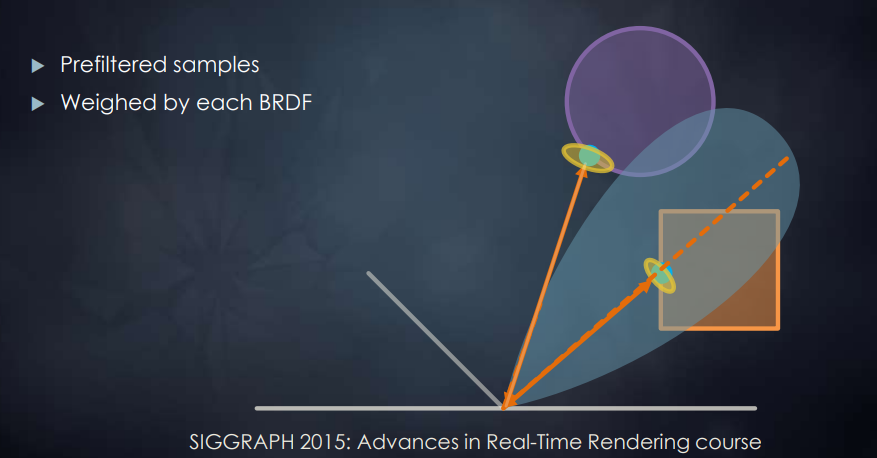 Prefiltered samples
Weighed by each BRDF
SIGGRAPH 2015: Advances in Real-Time Rendering course